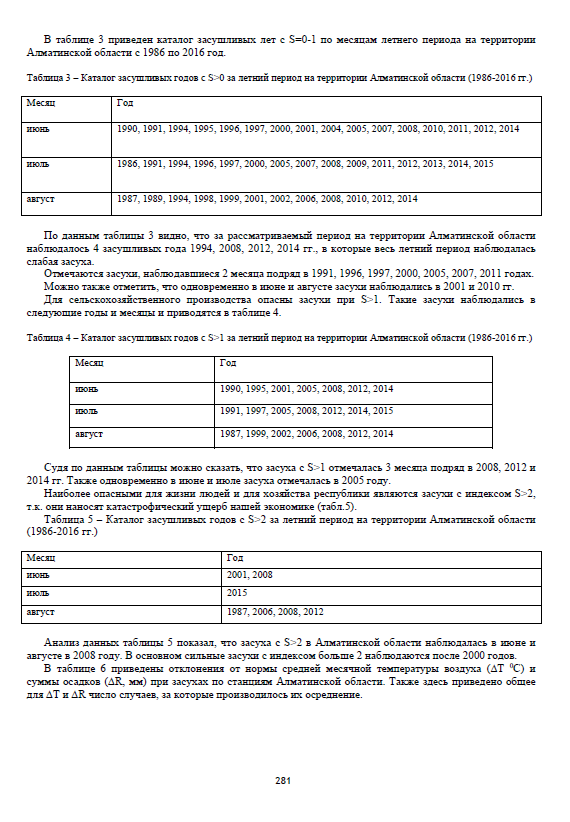 В таблице 3 приведен каталог засушливых лет с S=0-1 по месяцам летнего периода на территории
Алматинской области с 1986 по 2016 год.
Таблица 3 – Каталог засушливых годов с S>0 за летний период на территории Алматинской области (1986-2016 гг.)
Месяц Год
июнь 1990, 1991, 1994, 1995, 1996, 1997, 2000, 2001, 2004, 2005, 2007, 2008, 2010, 2011, 2012, 2014
июль 1986, 1991, 1994, 1996, 1997, 2000, 2005, 2007, 2008, 2009, 2011, 2012, 2013, 2014, 2015
август 1987, 1989, 1994, 1998, 1999, 2001, 2002, 2006, 2008, 2010, 2012, 2014
По данным таблицы 3 видно, что за рассматриваемый период на территории Алматинской области
наблюдалось 4 засушливых года 1994, 2008, 2012, 2014 гг., в которые весь летний период наблюдалась
слабая засуха.
Отмечаются засухи, наблюдавшиеся 2 месяца подряд в 1991, 1996, 1997, 2000, 2005, 2007, 2011 годах.
Можно также отметить, что одновременно в июне и августе засухи наблюдались в 2001 и 2010 гг.
Для сельскохозяйственного производства опасны засухи при S>1. Такие засухи наблюдались в
следующие годы и месяцы и приводятся в таблице 4.
Таблица 4 – Каталог засушливых годов с S>1 за летний период на территории Алматинской области (1986-2016 гг.)
Месяц Год
июнь 1990, 1995, 2001, 2005, 2008, 2012, 2014
июль 1991, 1997, 2005, 2008, 2012, 2014, 2015
август 1987, 1999, 2002, 2006, 2008, 2012, 2014
Судя по данным таблицы можно сказать, что засуха с S>1 отмечалась 3 месяца подряд в 2008, 2012 и
2014 гг. Также одновременно в июне и июле засуха отмечалась в 2005 году.
Наиболее опасными для жизни людей и для хозяйства республики являются засухи с индексом S>2,
т.к. они наносят катастрофический ущерб нашей экономике (табл.5).
Таблица 5 – Каталог засушливых годов с S>2 за летний период на территории Алматинской области
(1986-2016 гг.)
Месяц Год
июнь 2001, 2008
июль 2015
август 1987, 2006, 2008, 2012
Анализ данных таблицы 5 показал, что засуха с S>2 в Алматинской области наблюдалась в июне и
августе в 2008 году. В основном сильные засухи с индексом больше 2 наблюдаются после 2000 годов.
В таблице 6 приведены отклонения от нормы средней месячной температуры воздуха (ΔT ⁰C) и
суммы осадков (ΔR, мм) при засухах по станциям Алматинской области. Также здесь приведено общее
для ΔT и ΔR число случаев, за которые производилось их осреднение.
281